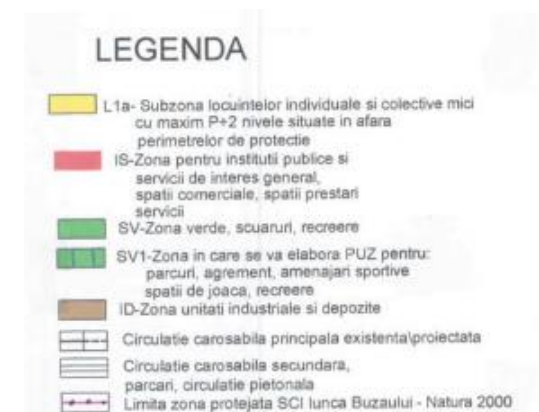 LEGENDA
L1a- Subzona locuintelor individuale si colective mici
cu maxim P+2 nivele situate in afara
perimetrelor de protectie
IS-Zona pentru institutii publice si
servicii de interes general,
spatii comerciale, spatii prestari
servicii
SV-Zona verde, scuaruri, recreere
SV1-Zona in care se va elabora PUZ pentru:
parcuri, agrement, amenajari sportive
spatii de joaca, recreere
ID-Zona unitati industriale si depozite
Circulatie carosabila principala existenta\proiectata
Circulatie carosabila secundara,
parcari, circulatie pietonala
Limita zona protejata SCI lunca Buzaului - Natura 2000